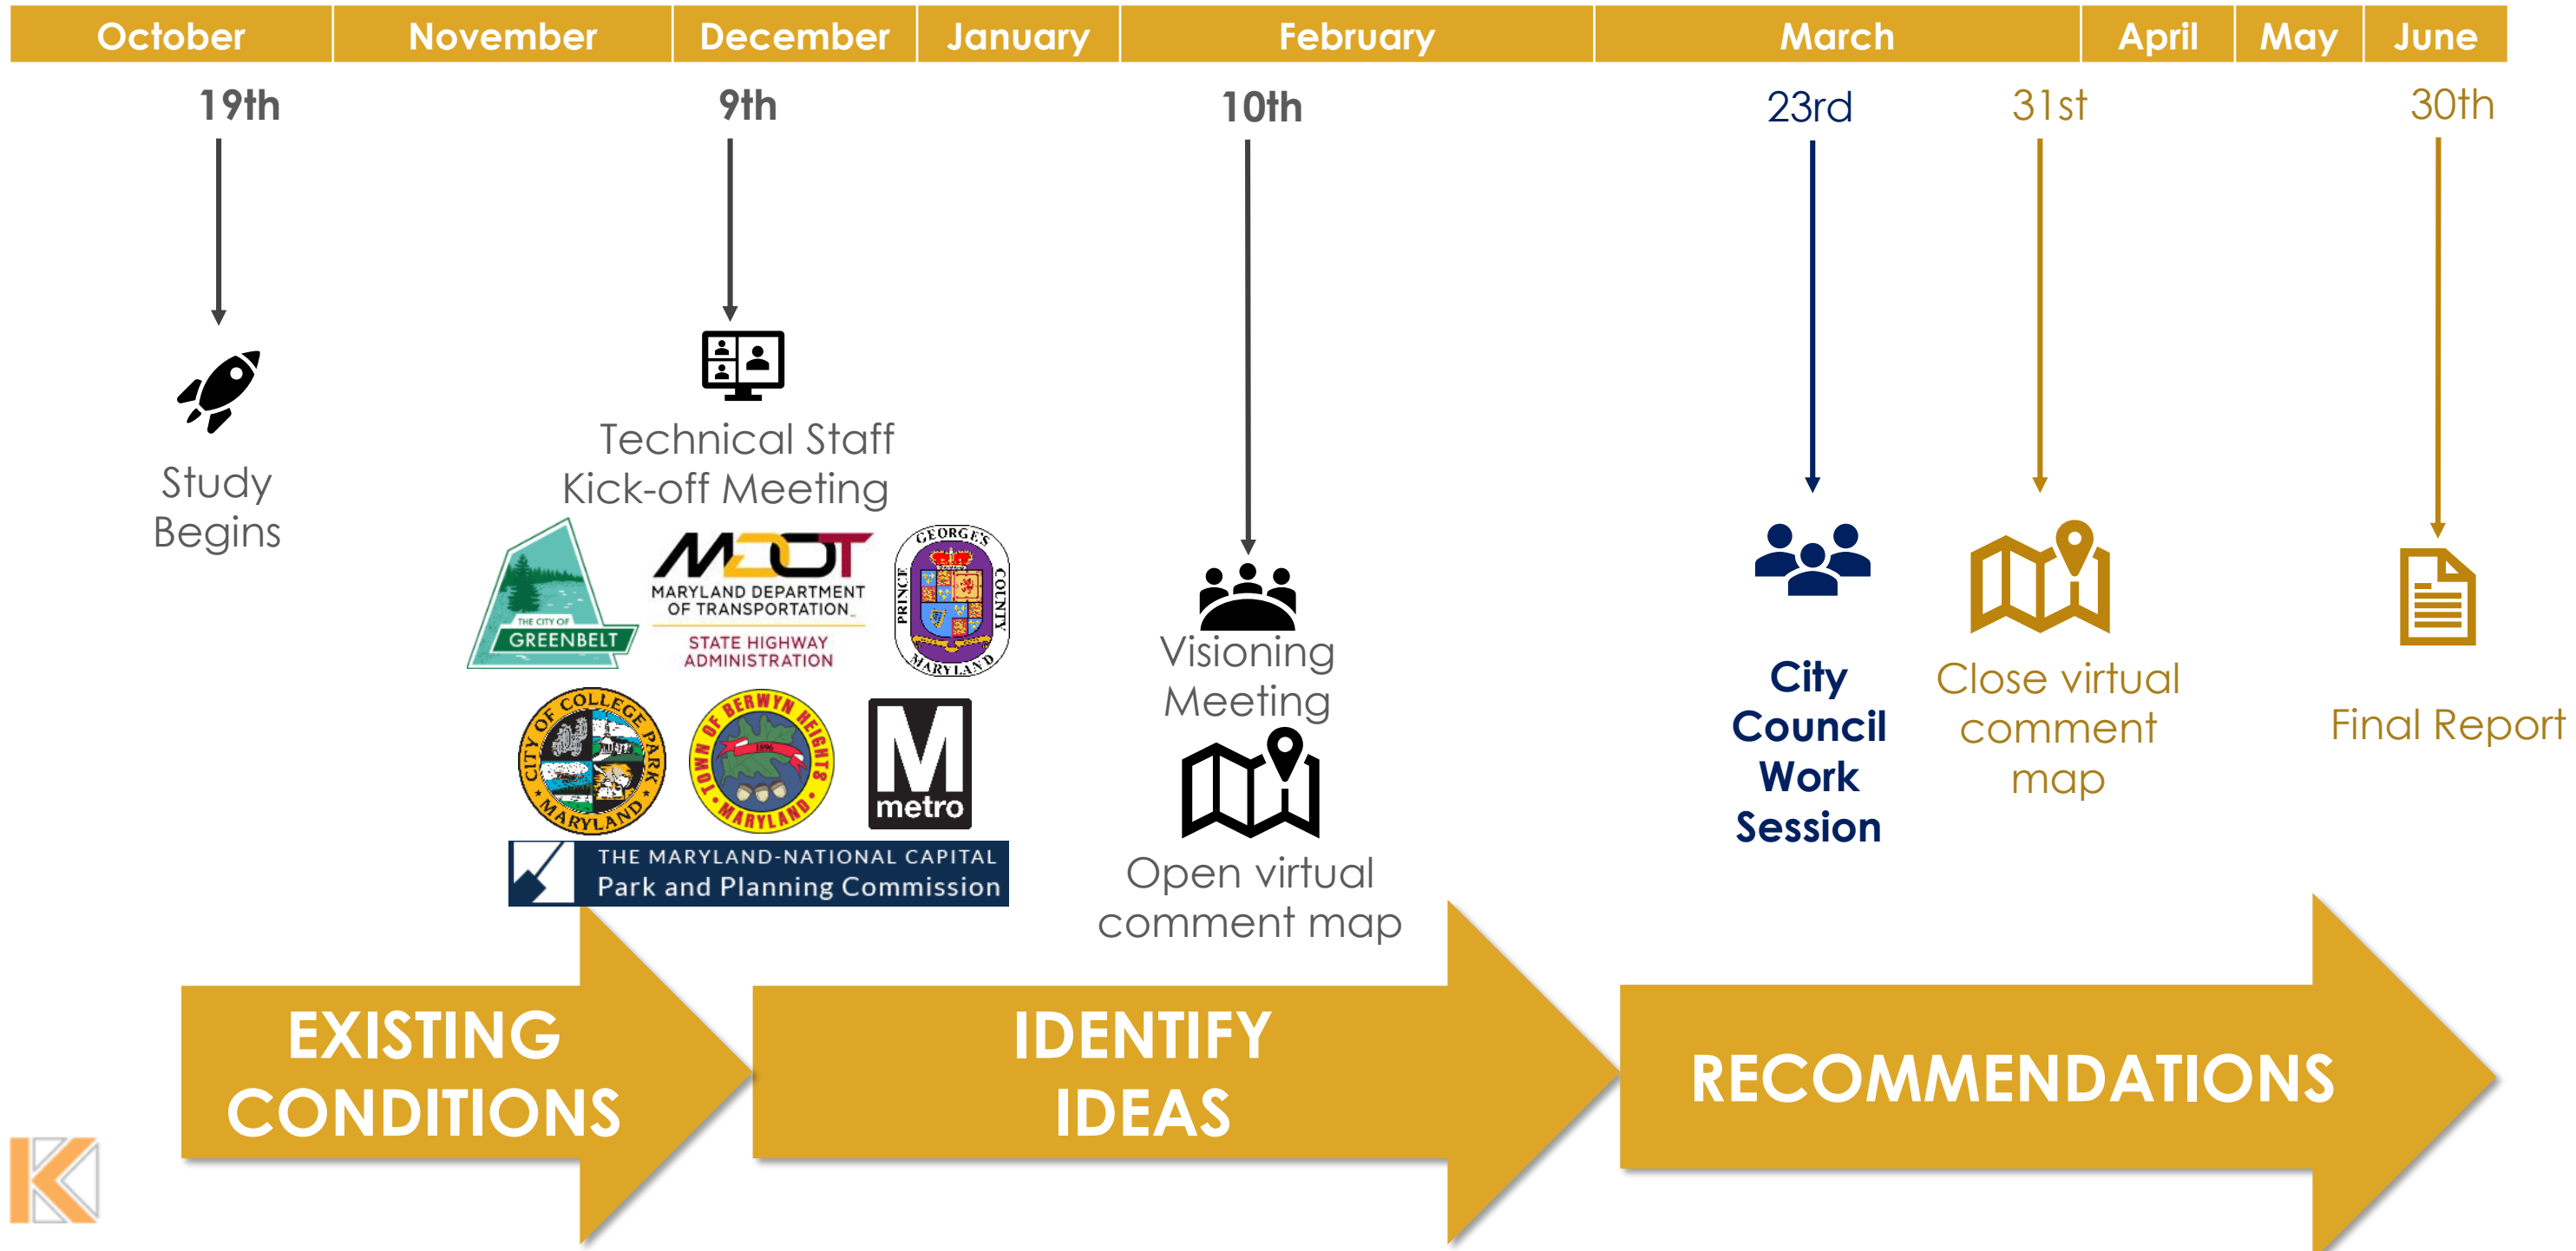 October November December January February March April May June
19th 9th 10th 23rd 31st 30th
Study
Begins
Technical Staff
Kick-off Meeting
THE CITY OF
GREENBELT
MDOT
MARYLAND DEPARTMENT
OF TRANSPORTATION
STATE HIGHWAY
ADMINISTRATION
PRINCE GEORGE'S COUNTY
MARYLAND
CITY OF COLLEGE PARK
MARYLAND
TOWN OF BERWYN HEIGHTS
1896
MARYLAND
M
metro
THE MARYLAND-NATIONAL CAPITAL
Park and Planning Commission
Visioning
Meeting
Open virtual
comment map
City
Council
Work
Session
Close virtual
comment
map
Final Report
EXISTING
CONDITIONS
IDENTIFY
IDEAS
RECOMMENDATIONS
K